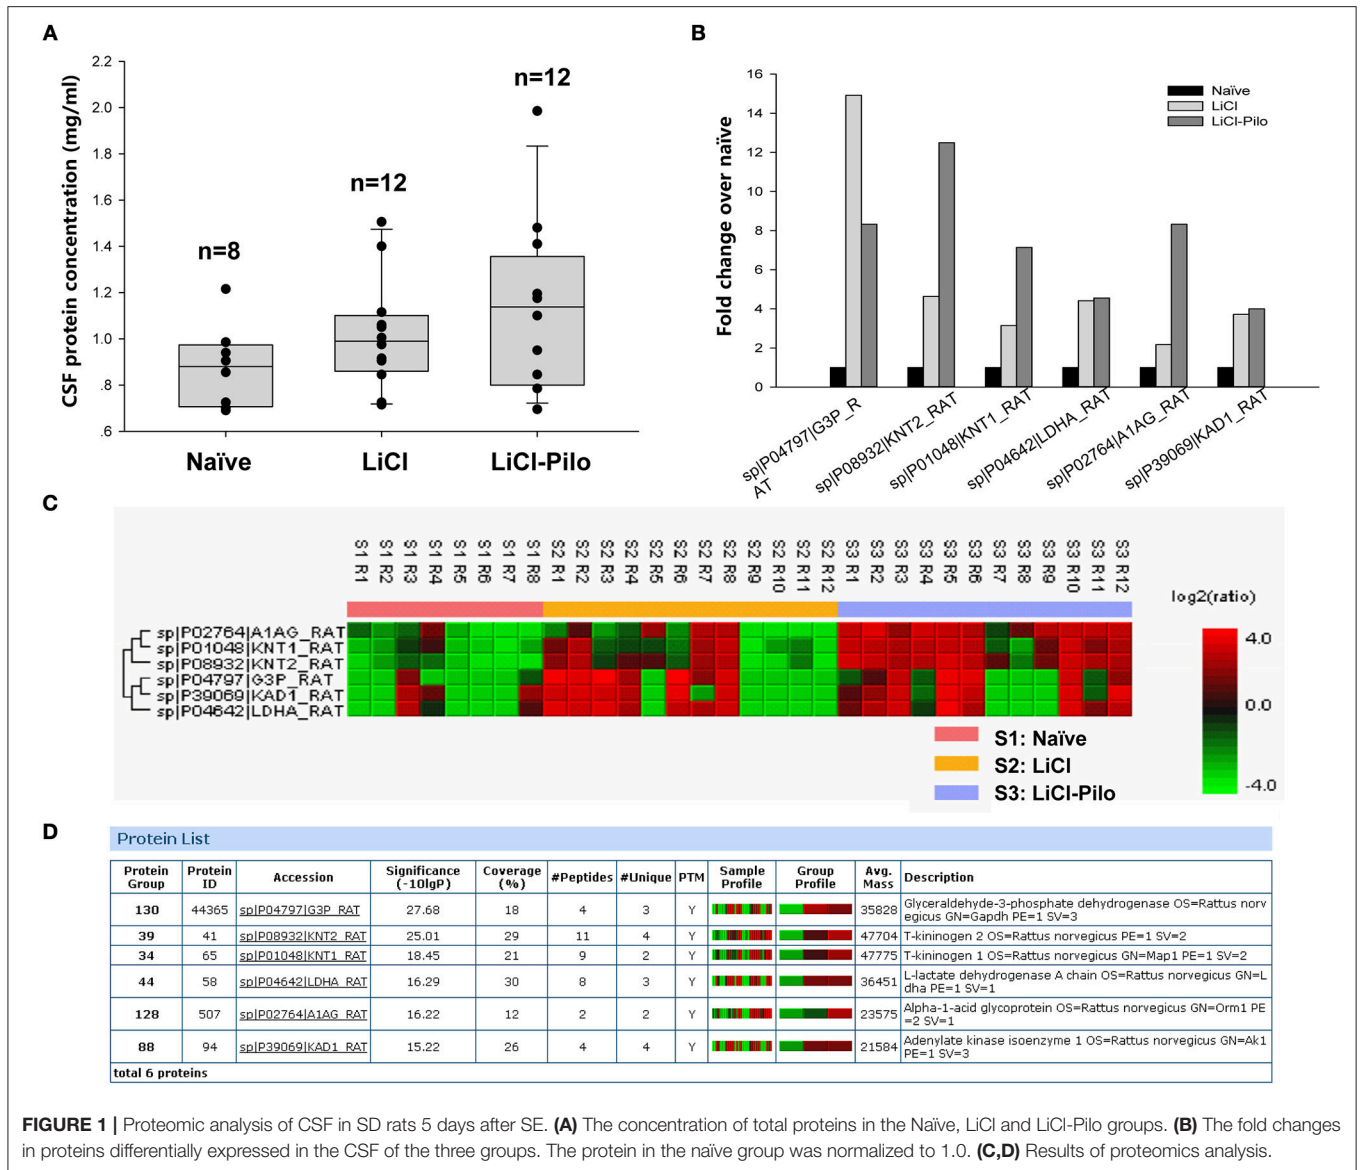 A
CSF protein concentration (mg/ml)
2.2
2.0
1.8
1.6
1.4
1.2
1.0
.8
.6
n=8
n=12
n=12
Naïve
LiCl
LiCl-Pilo
B
Fold change over naïve
16
14
12
10
8
6
4
2
0
Naïve
LiCl
LiCl-Pilo
sp|P04797|G3P_R
AT
sp|P08932|KNT2_RAT
sp|P01048|KNT1_RAT
sp|P04642|LDHA_RAT
sp|P02764|A1AG_RAT
sp|P39069|KAD1_RAT
C
S1 R1 S1 R2 S1 R3 S1 R4 S1 R5 S1 R6 S1 R7 S1 R8 S2 R1 S2 R2 S2 R3 S2 R4 S2 R5 S2 R6 S2 R7 S2 R8 S2 R9 S2 R10 S2 R11 S2 R12 S3 R1 S3 R2 S3 R3 S3 R4 S3 R5 S3 R6 S3 R7 S3 R8 S3 R9 S3 R10 S3 R11 S3 R12
sp|P02764|A1AG_RAT
sp|P01048|KNT1_RAT
sp|P08932|KNT2_RAT
sp|P04797|G3P_RAT
sp|P39069|KAD1_RAT
sp|P04642|LDHA_RAT
log2(ratio)
4.0
0.0
-4.0
S1: Naïve
S2: LiCl
S3: LiCl-Pilo
D
Protein List
Protein Group Protein ID Accession Significance (-10lgP) Coverage (%) #Peptides #Unique PTM Sample Profile Group Profile Avg. Mass Description
130 44365 sp|P04797|G3P_RAT 27.68 18 4 3 Y 35828 Glyceraldehyde-3-phosphate dehydrogenase OS=Rattus norv
egicus GN=Gapdh PE=1 SV=3
39 41 sp|P08932|KNT2_RAT 25.01 29 11 4 Y 47704 T-kininogen 2 OS=Rattus norvegicus PE=1 SV=2
34 65 sp|P01048|KNT1_RAT 18.45 21 9 2 Y 47775 T-kininogen 1 OS=Rattus norvegicus GN=Map1 PE=1 SV=2
44 58 sp|P04642|LDHA_RAT 16.29 30 8 3 Y 36451 L-lactate dehydrogenase A chain OS=Rattus norvegicus GN=L
dha PE=1 SV=1
128 507 sp|P02764|A1AG_RAT 16.22 12 2 2 Y 23575 Alpha-1-acid glycoprotein OS=Rattus norvegicus GN=Orm1 PE
=2 SV=1
88 94 sp|P39069|KAD1_RAT 15.22 26 4 4 Y 21584 Adenylate kinase isoenzyme 1 OS=Rattus norvegicus GN=Ak1
PE=1 SV=3
total 6 proteins
FIGURE 1 | Proteomic analysis of CSF in SD rats 5 days after SE. (A) The concentration of total proteins in the Naïve, LiCl and LiCl-Pilo groups. (B) The fold changes
in proteins differentially expressed in the CSF of the three groups. The protein in the naïve group was normalized to 1.0. (C,D) Results of proteomics analysis.